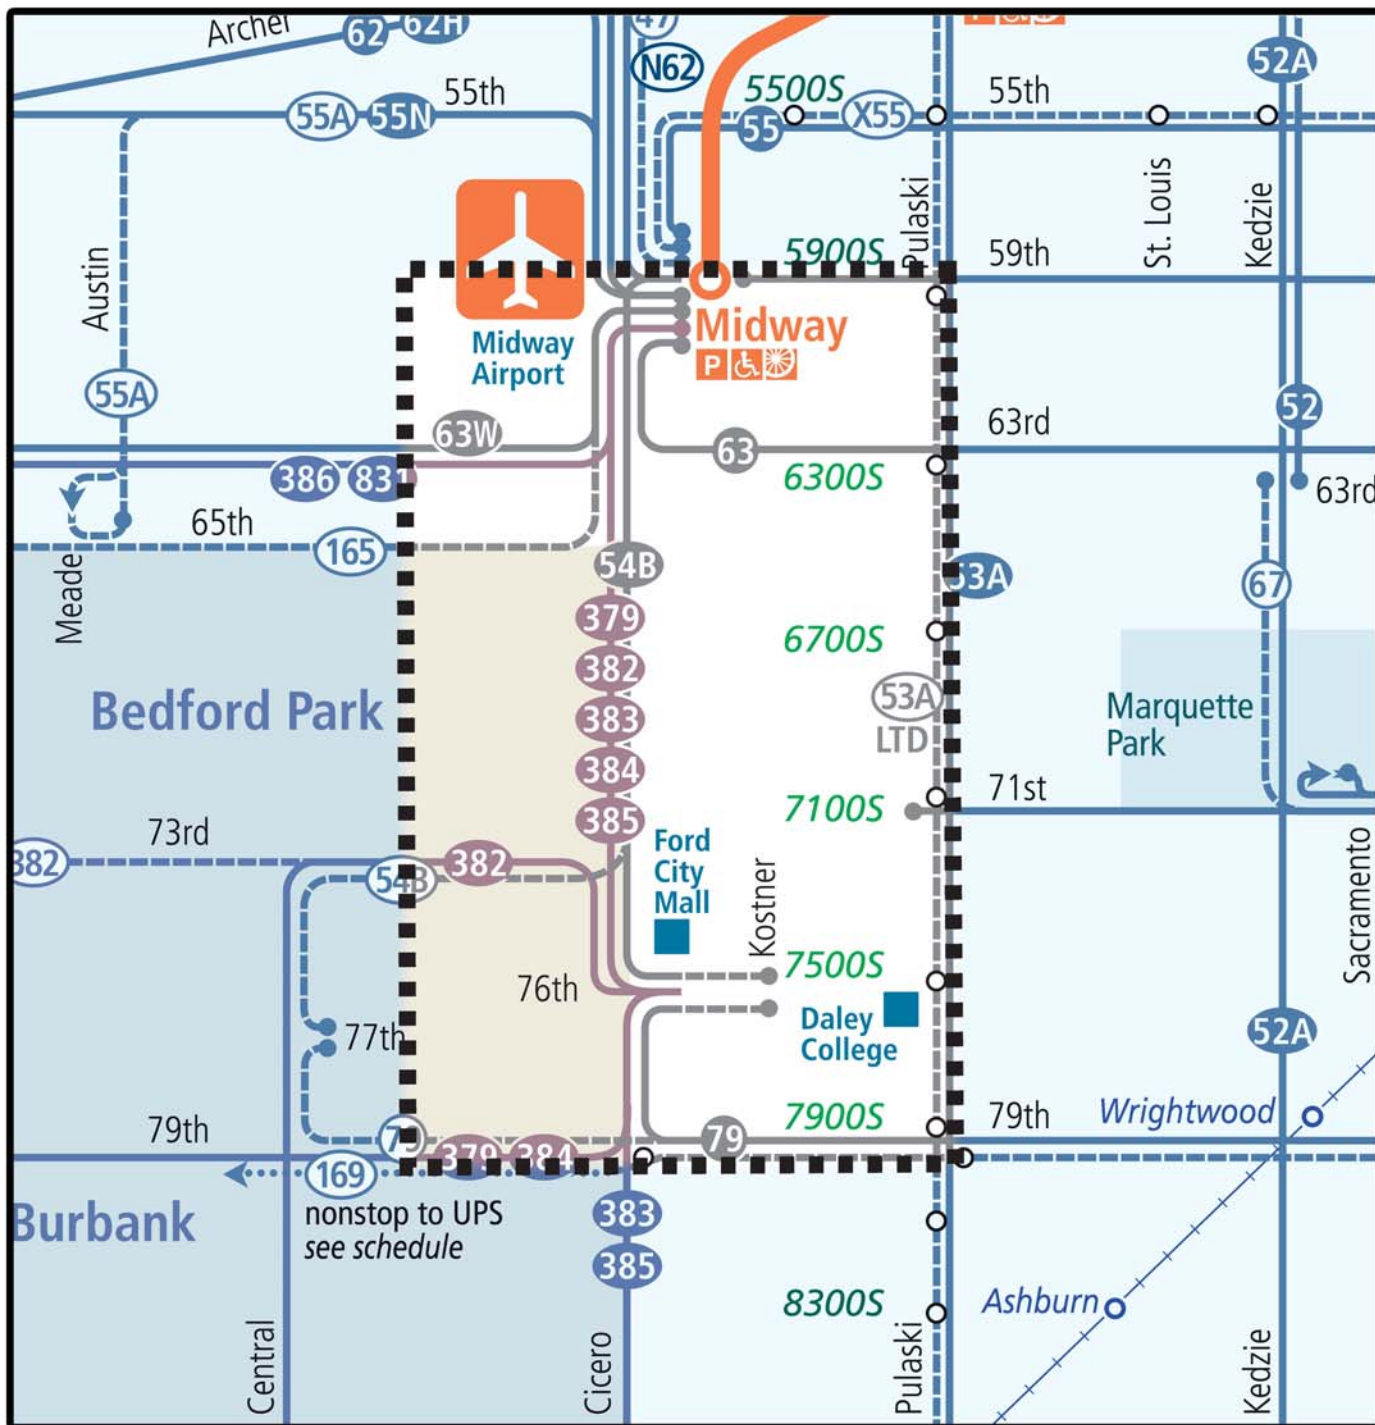 Archer
62
62H
47
N62
P
52A
55th
55A
55N
5500S
55
X55
55th
Austin
Pulaski
St. Louis
Kedzie
5900S
59th
Midway
P
Midway
Airport
55A
63W
63
63rd
52
386
831
6300S
63rd
65th
165
54B
53A
67
Meade
379
6700S
382
53A
LTD
Bedford Park
383
Marquette
Park
384
7100S
71st
385
73rd
382
382
54B
Ford
City
Mall
Kostner
Sacramento
7500S
76th
77th
Daley
College
52A
79th
79
79
7900S
79th
Wrightwood
379
384
169
nonstop to UPS
see schedule
Burbank
383
385
8300S
Ashburn
Central
Cicero
Pulaski
Kedzie